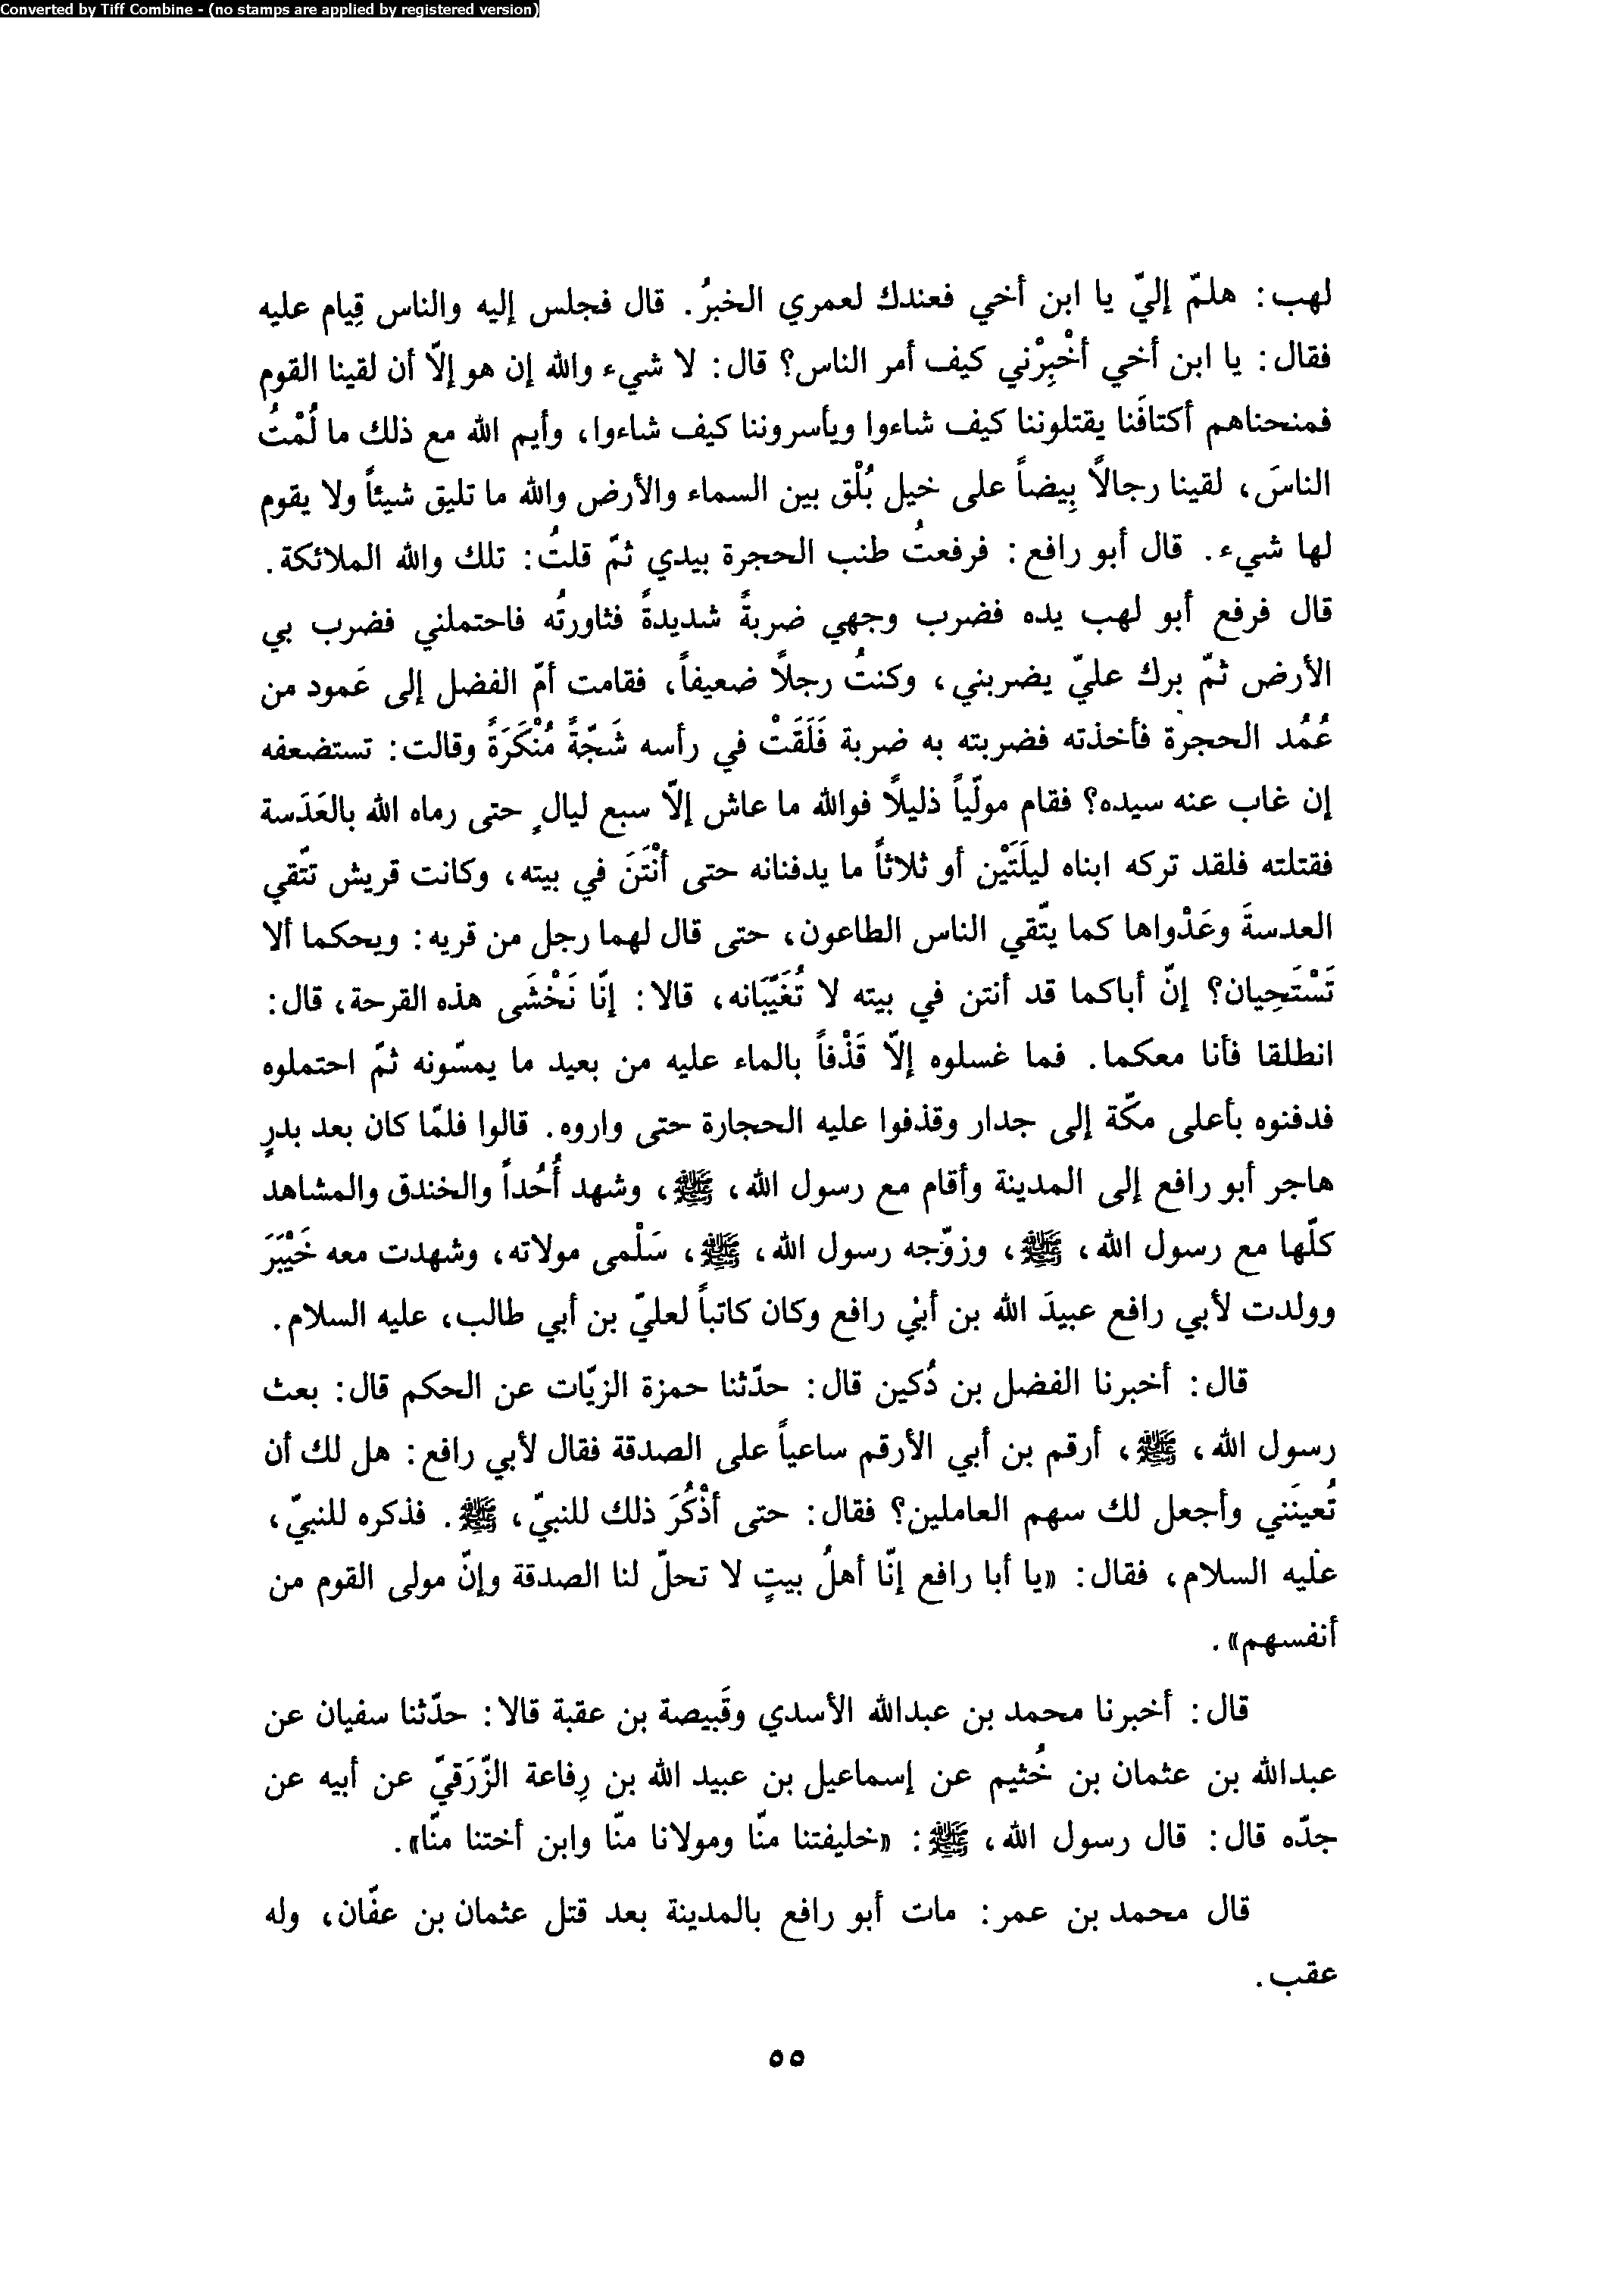 Converted by Tiff Combine - (no stamps are applied by registered version)
لهب: هلمّ إليّ يا ابن أخي فعندك لعمري الخبرُ. قال فجلس إليه والناس قِيام عليه
فقال: يا ابن أخي أخْبِرْني كيف أمر الناس؟ قال: لا شيء والله إن هو إلّا أن لقينا القوم
فمنحناهم أكتافَنا يقتلوننا كيف شاءوا ويأسروننا كيف شاءوا، وأيم الله مع ذلك ما لُمْتُ
الناسَ، لقينا رجالاً بِيضاً على خيل بُلْق بين السماء والأرض والله ما تليق شيئاً ولا يقوم
لها شيء. قال أبو رافع: فرفعتُ طنب الحجرة بيدي ثمّ قلتُ: تلك والله الملائكة.
قال فرفع أبو لهب يده فضرب وجهي ضربةً شديدةً فثاورتُه فاحتملني فضرب بي
الأرض ثمّ برك عليّ يضربني، وكنتُ رجلاً ضعيفاً، فقامت أمّ الفضل إلى عَمود من
عُمُد الحجرة فأخذته فضربته به ضربة فَلَقَتْ في رأسه شَجّةً مُنْكَرَةً وقالت: تستضعفه
إن غاب عنه سيده؟ فقام مولّياً ذليلاً فوالله ما عاش إلّا سبع ليالٍ حتى رماه الله بالعَدَسة
فقتلته فلقد تركه ابناه ليلَتَيْن أو ثلاثاً ما يدفنانه حتى أنْتَنَ في بيته، وكانت قريش تتّقي
العدسةَ وعَدْواها كما يتّقي الناس الطاعون، حتى قال لهما رجل من قريه: ويحكما ألا
تَسْتَحِيان؟ إنّ أباكما قد أنتن في بيته لا تُغَيّبَانه، قالا: إنّا نَخْشَى هذه القرحة، قال:
انطلقا فأنا معكما. فما غسلوه إلّا قَذْفاً بالماء عليه من بعيد ما يمسّونه ثمّ احتملوه
فدفنوه بأعلى مكّة إلى جدار وقذفوا عليه الحجارة حتى واروه. قالوا فلمّا كان بعد بدرٍ
هاجر أبو رافع إلى المدينة وأقام مع رسول الله، ﷺ، وشهد أُحُداً والخندق والمشاهد
كلّها مع رسول الله، ﷺ، وزوّجه رسول الله، ﷺ، سَلْمى مولاته، وشهدت معه خَيْبَرَ
وولدت لأبي رافع عبيدَ الله بن أبي رافع وكان كاتباً لعليّ بن أبي طالب، عليه السلام.
قال: أخبرنا الفضل بن دُكين قال: حدّثنا حمزة الزيّات عن الحكم قال: بعث
رسول الله، ﷺ، أرقم بن أبي الأرقم ساعياً على الصدقة فقال لأبي رافع: هل لك أن
تُعينَني وأجعل لك سهم العاملين؟ فقال: حتى أذْكُرَ ذلك للنبيّ، ﷺ. فذكره للنبيّ،
عليه السلام، فقال: «يا أبا رافع إنّا أهلُ بيتٍ لا تحلّ لنا الصدقة وإنّ مولى القوم من
أنفسهم».
قال: أخبرنا محمد بن عبدالله الأسدي وقَبيصة بن عقبة قالا: حدّثنا سفيان عن
عبدالله بن عثمان بن خُثيم عن إسماعيل بن عبيد الله بن رِفاعة الزّرَقيّ عن أبيه عن
جدّه قال: قال رسول الله، ﷺ: «خليفتنا منّا ومولانا منّا وابن أختنا منّا».
قال محمد بن عمر: مات أبو رافع بالمدينة بعد قتل عثمان بن عفّان، وله
عقب.
٥٥